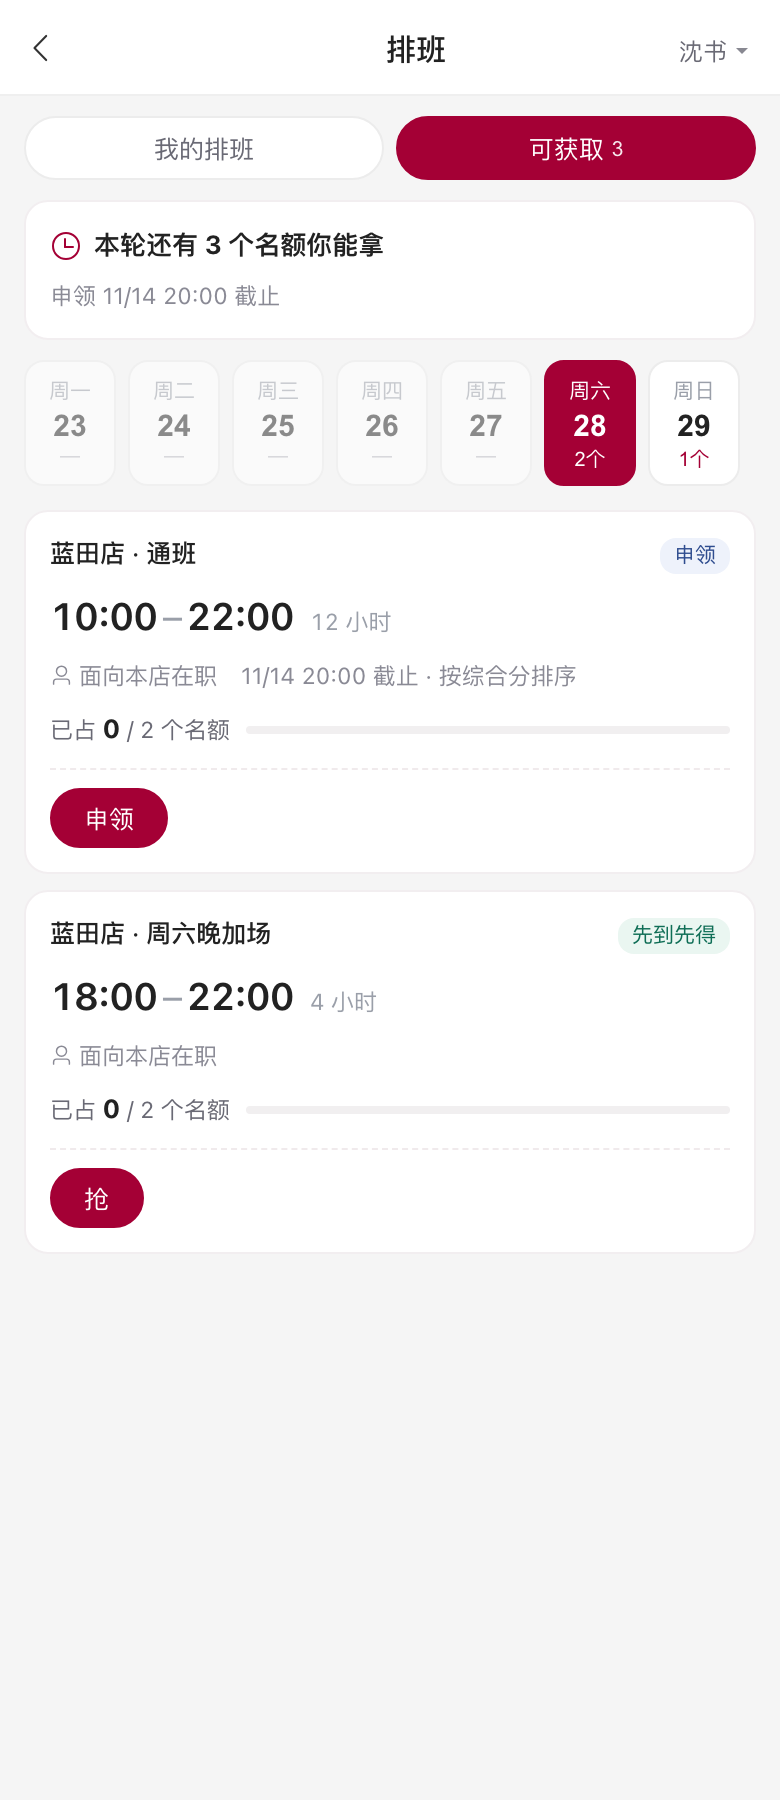 排班
沈书
我的排班
可获取 3
本轮还有 3 个名额你能拿
申领 11/14 20:00 截止
周一 周二 周三 周四 周五 周六 周日
23 24 25 26 27 28 29
— — — — — 2个 1个
蓝田店 · 通班
申领
10:00–22:00 12 小时
面向本店在职 11/14 20:00 截止 · 按综合分排序
已占 0 / 2 个名额
申领
蓝田店 · 周六晚加场
先到先得
18:00–22:00 4 小时
面向本店在职
已占 0 / 2 个名额
抢